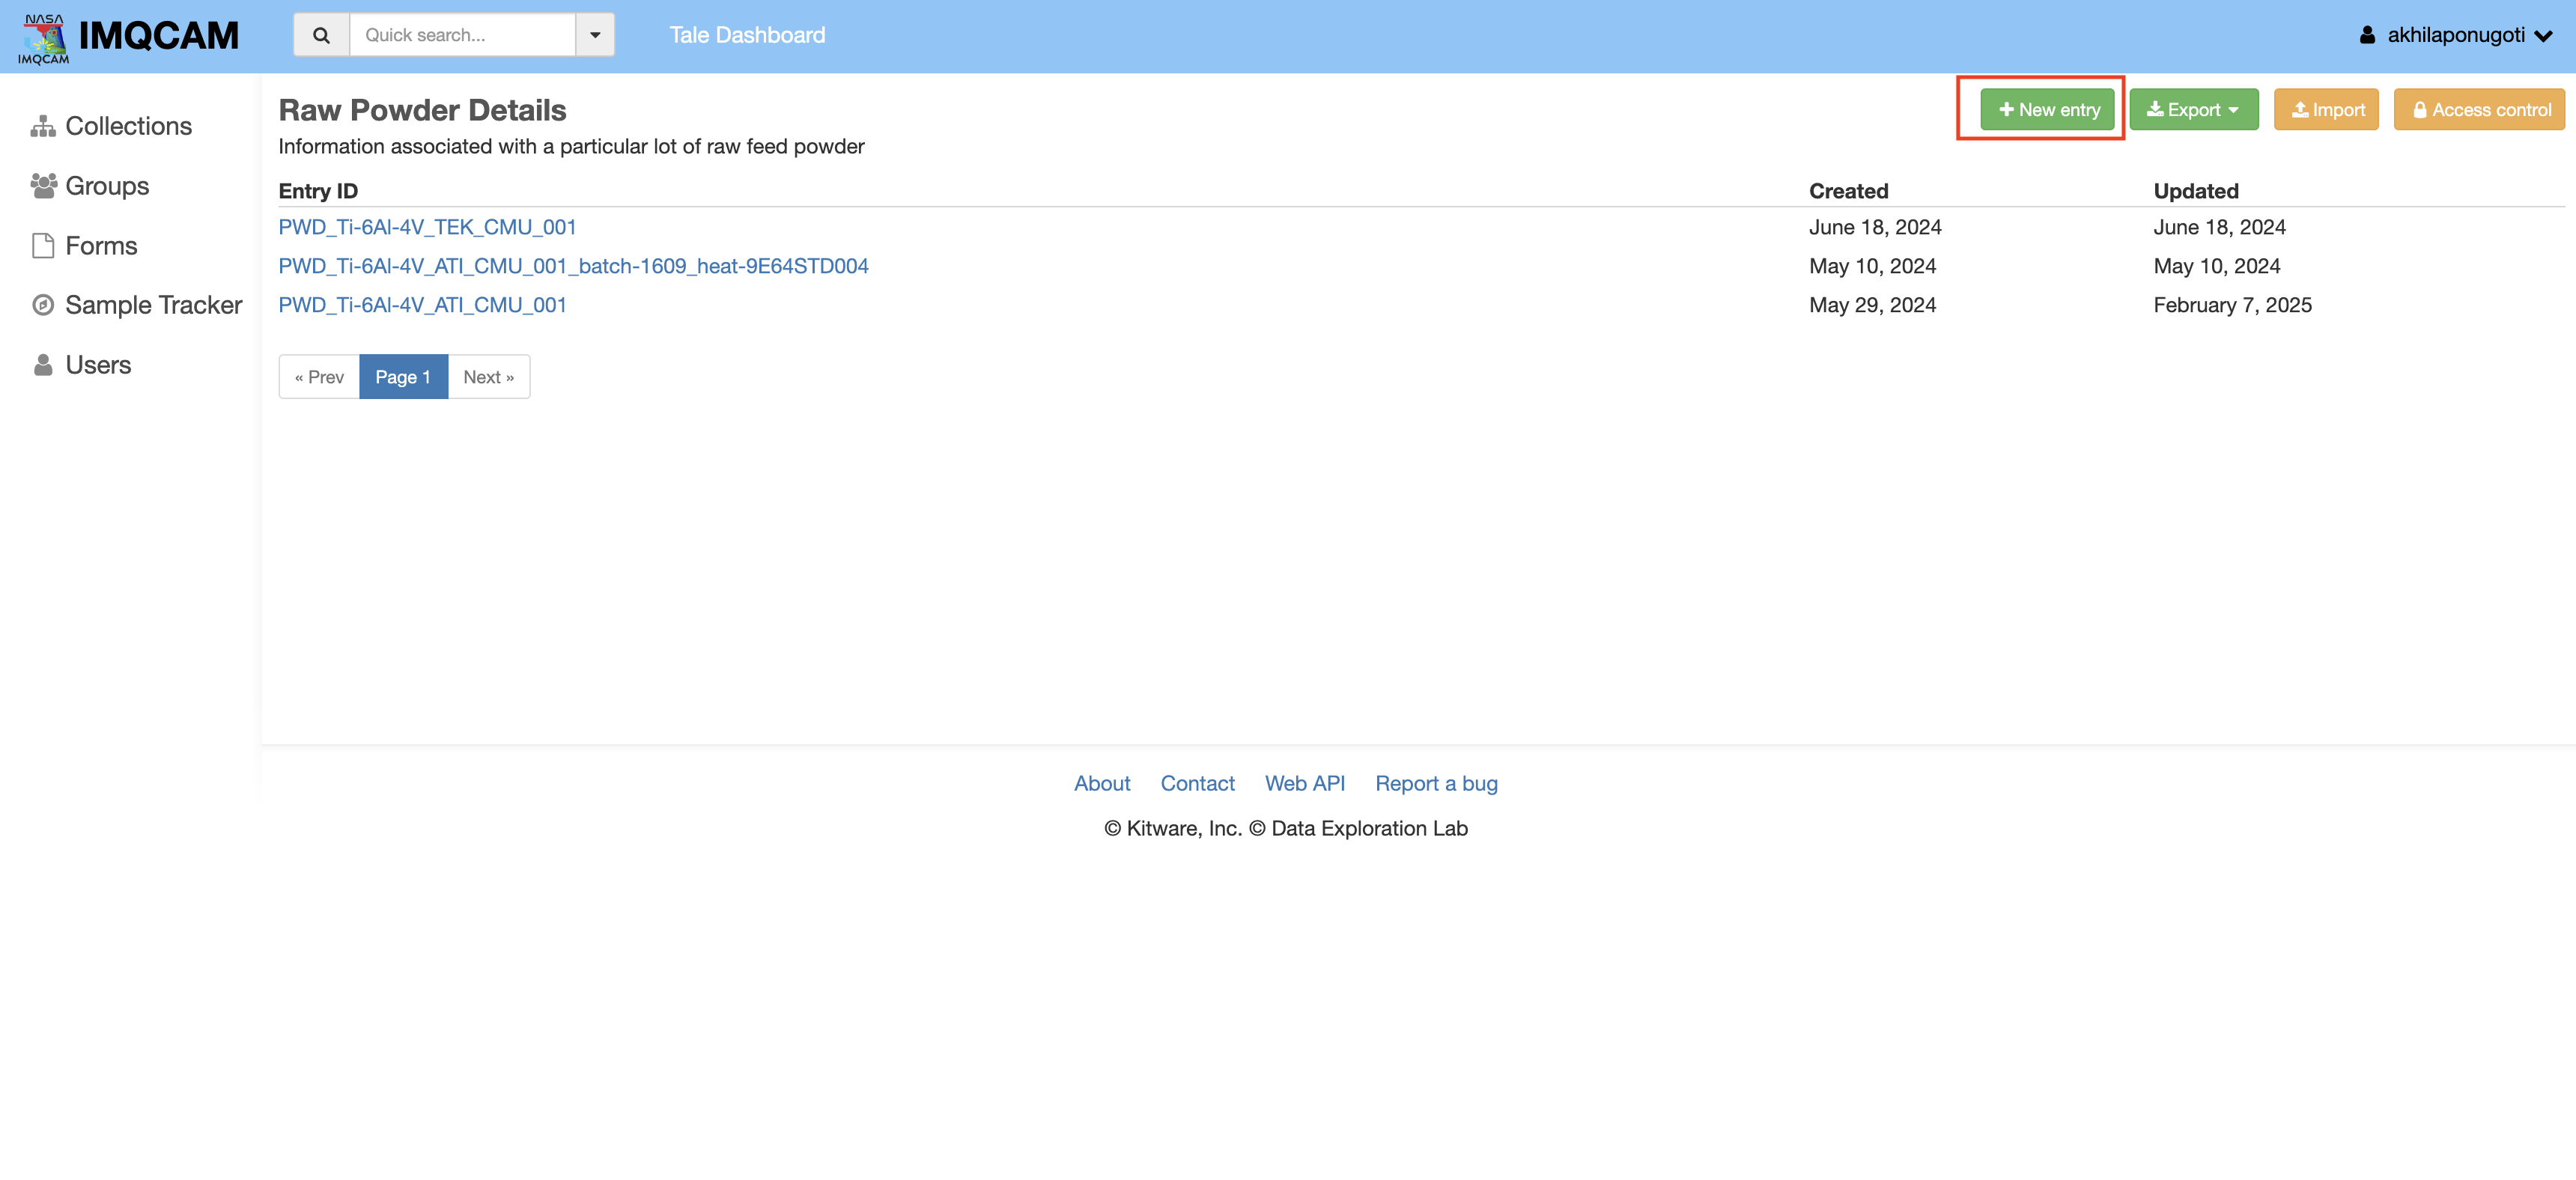 NASA
IMQCAM
IMQCAM
Quick search...
Tale Dashboard
akhilaponugoti
Collections
Groups
Forms
Sample Tracker
Users
Raw Powder Details
New entry
Export
Import
Access control
Information associated with a particular lot of raw feed powder
Entry ID Created Updated
PWD_Ti-6Al-4V_TEK_CMU_001 June 18, 2024 June 18, 2024
PWD_Ti-6Al-4V_ATI_CMU_001_batch-1609_heat-9E64STD004 May 10, 2024 May 10, 2024
PWD_Ti-6Al-4V_ATI_CMU_001 May 29, 2024 February 7, 2025
« Prev Page 1 Next »
About Contact Web API Report a bug
© Kitware, Inc. © Data Exploration Lab